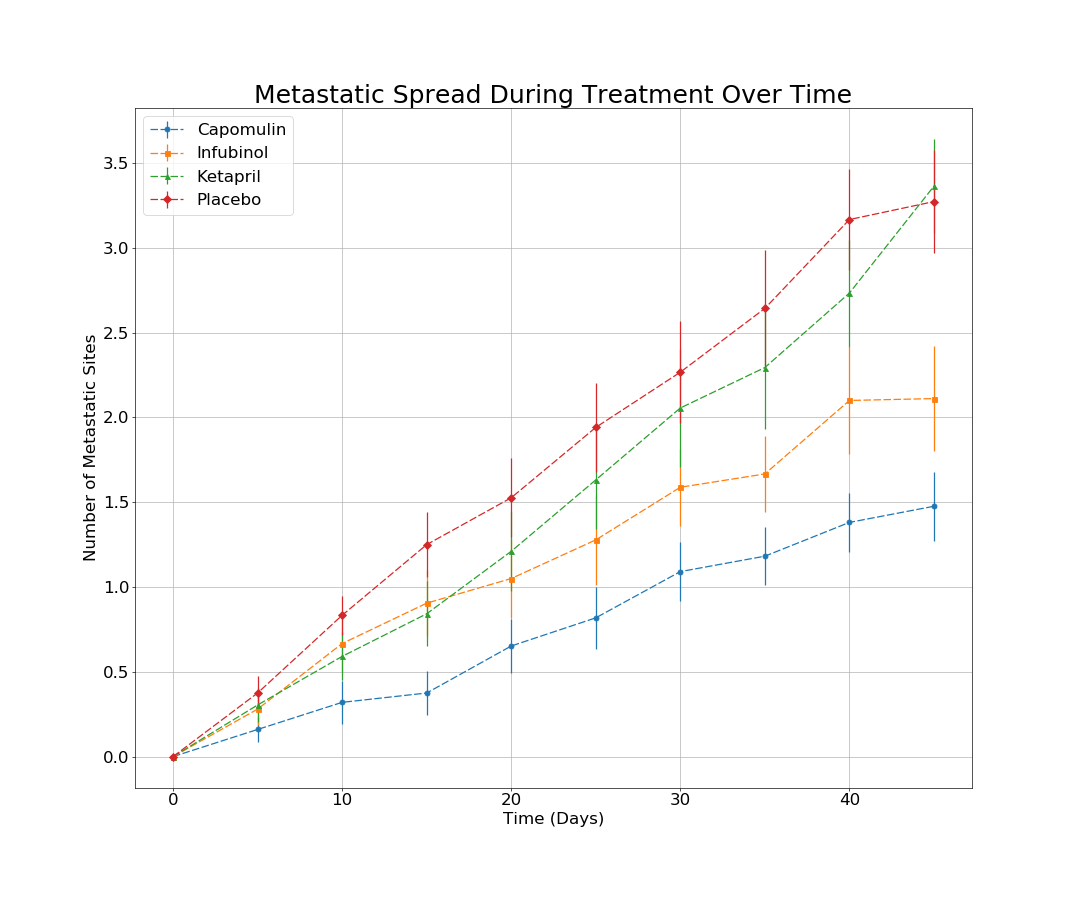 Metastatic Spread During Treatment Over Time
Capomulin
Infubinol
Ketapril
Placebo
3.5
3.0
2.5
2.0
1.5
1.0
0.5
0.0
Number of Metastatic Sites
0 10 20 30 40
Time (Days)